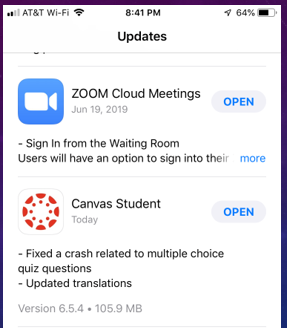 AT&T Wi-Fi 8:41 PM 64%
Updates
ZOOM Cloud Meetings
Jun 19, 2019
OPEN
- Sign In from the Waiting Room
Users will have an option to sign into their more
Canvas Student
Today
OPEN
- Fixed a crash related to multiple choice
quiz questions
- Updated translations
Version 6.5.4 • 105.9 MB